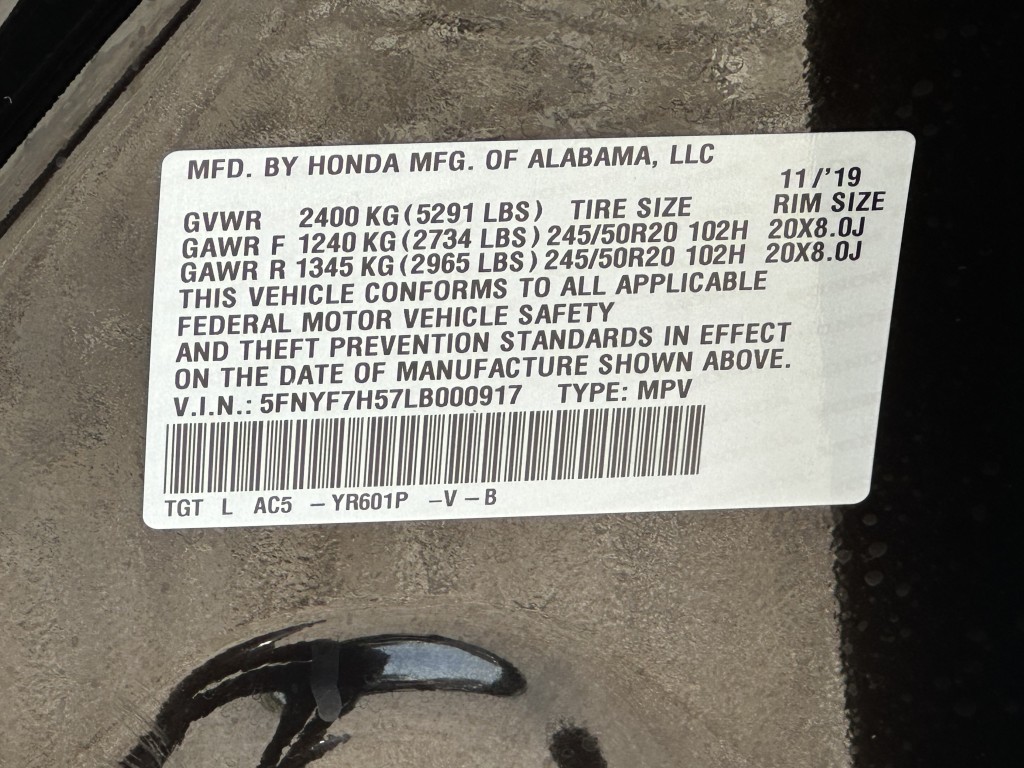 MFD. BY HONDA MFG. OF ALABAMA, LLC
11/'19
GVWR 2400 KG (5291 LBS) TIRE SIZE RIM SIZE
GAWR F 1240 KG (2734 LBS) 245/50R20 102H 20X8.0J
GAWR R 1345 KG (2965 LBS) 245/50R20 102H 20X8.0J
THIS VEHICLE CONFORMS TO ALL APPLICABLE
FEDERAL MOTOR VEHICLE SAFETY
AND THEFT PREVENTION STANDARDS IN EFFECT
ON THE DATE OF MANUFACTURE SHOWN ABOVE.
V.I.N.: 5FNYF7H57LB000917 TYPE: MPV
TGT L AC5 – YR601P –V – B